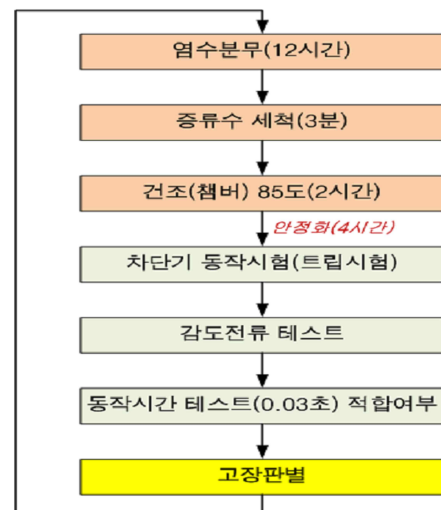 염수분무(12시간)
증류수 세척(3분)
건조(챔버) 85도(2시간)
안정화(4시간)
차단기 동작시험(트립시험)
감도전류 테스트
동작시간 테스트(0.03초) 적합여부
고장판별